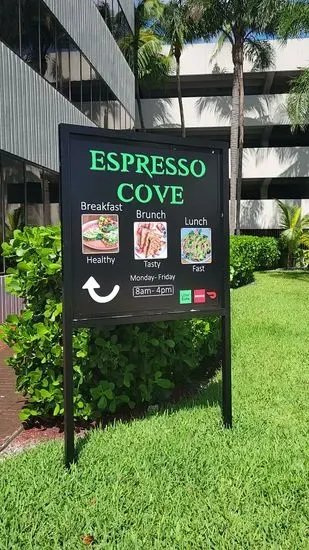 ESPRESSO
COVE
Breakfast Brunch Lunch
Healthy Tasty Fast
Monday- Friday
8am- 4pm